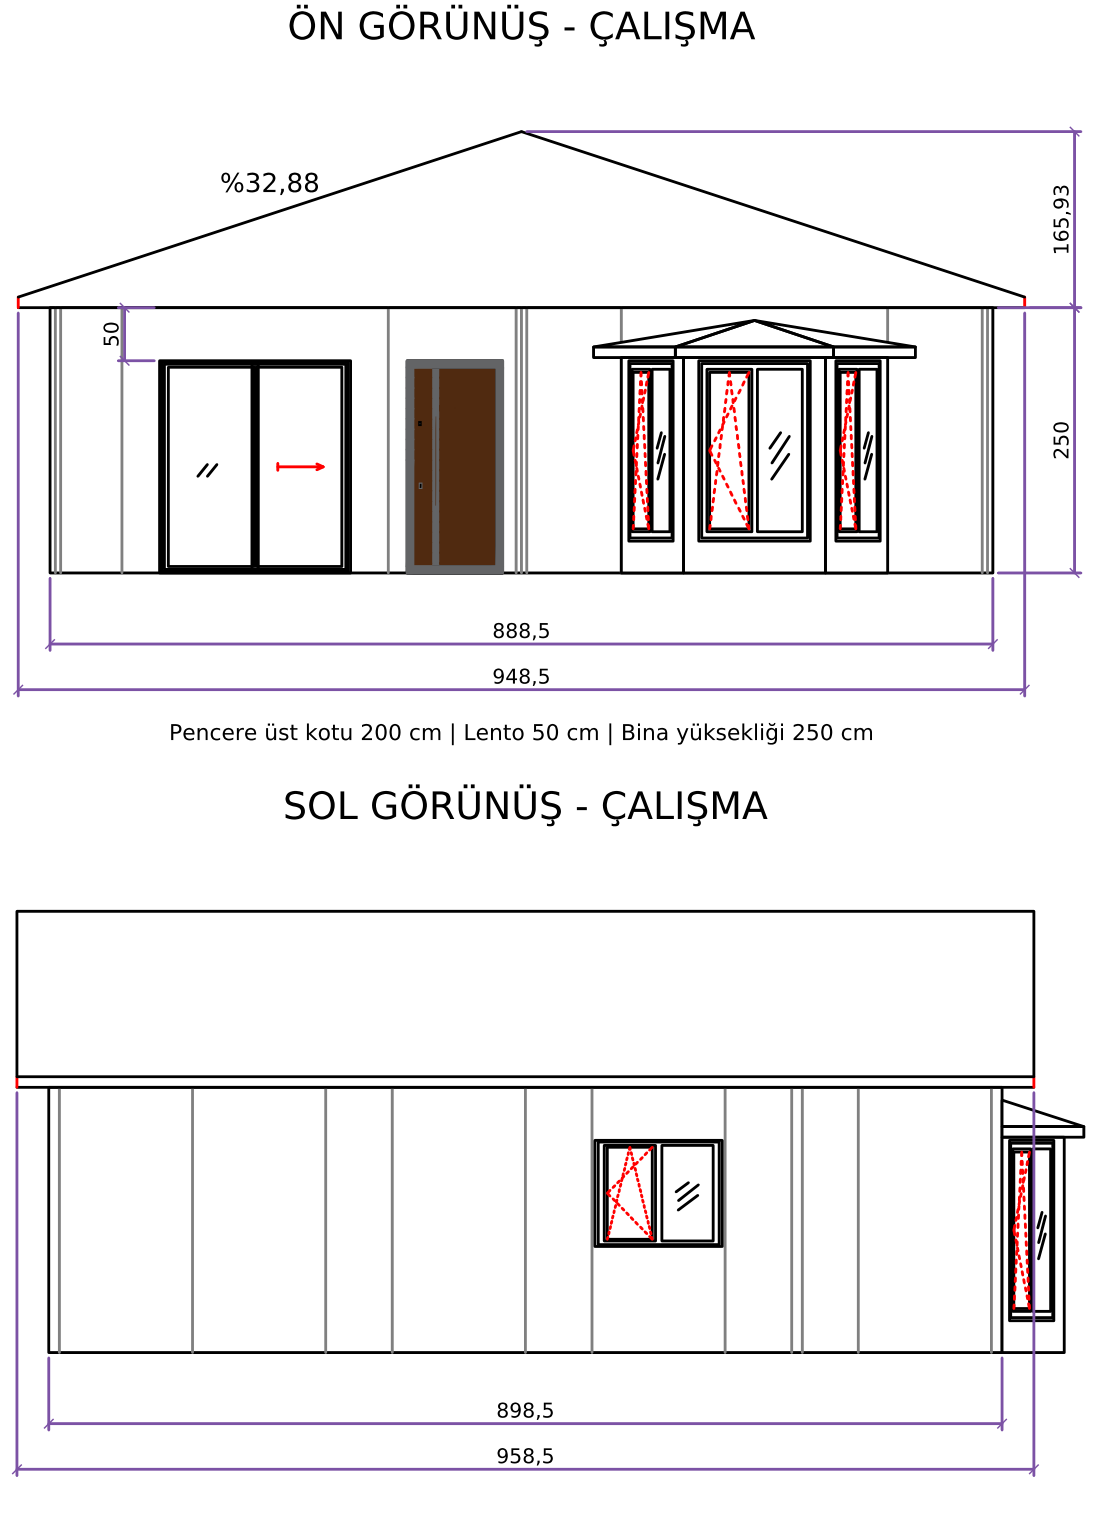 ÖN GÖRÜNÜŞ - ÇALIŞMA
%32,88
165,93
50
250
888,5
948,5
Pencere üst kotu 200 cm | Lento 50 cm | Bina yüksekliği 250 cm
SOL GÖRÜNÜŞ - ÇALIŞMA
898,5
958,5